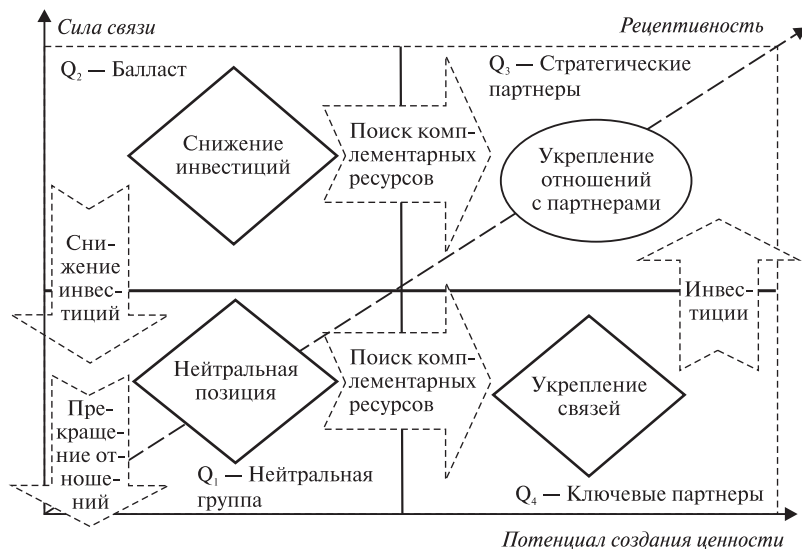 Сила связи
Рецептивность
Q₂ — Балласт
Q₃ — Стратегические
партнеры
Снижение
инвестиций
Поиск комп-
лементарных
ресурсов
Укрепление
отношений
с партнерами
Сни-
жение
инвес-
тиций
Инвес-
тиции
Нейтральная
позиция
Поиск комп-
лементарных
ресурсов
Укрепление
связей
Пре-
краще-
ние от-
ноше-
ний
Q₁ — Нейтральная
группа
Q₄ — Ключевые партнеры
Потенциал создания ценности